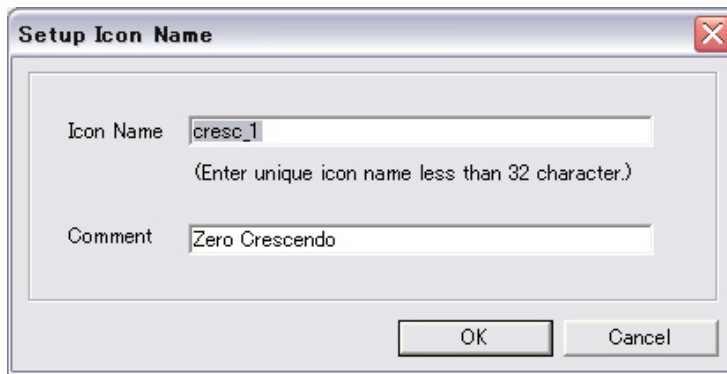 Setup Icon Name
Icon Name cresc_1
(Enter unique icon name less than 32 character.)
Comment Zero Crescendo
OK Cancel